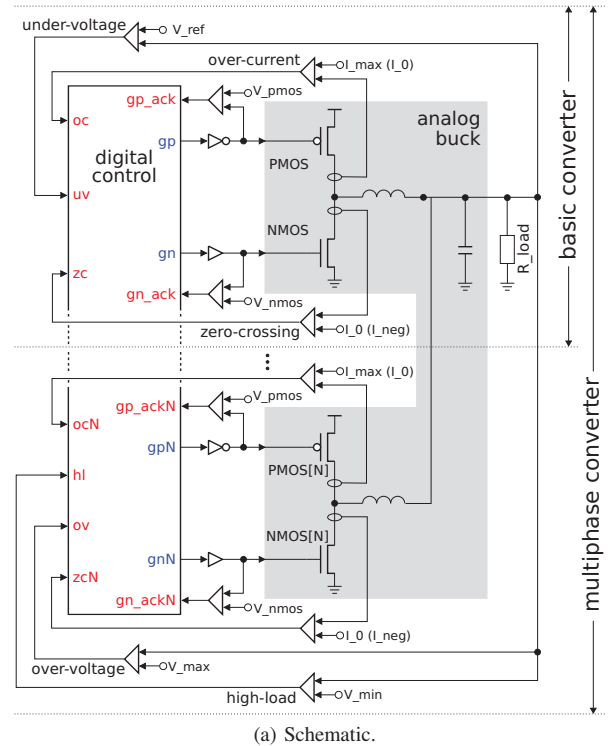 under-voltage
V_ref
over-current
I_max (I_0)
gp_ack
V_pmos
oc
digital
control
gp
analog
buck
PMOS
uv
NMOS
gn
zc
gn_ack
V_nmos
zero-crossing
I_0 (I_neg)
R_load
basic converter
multiphase converter
I_max (I_0)
gp_ackN
V_pmos
ocN
gpN
PMOS[N]
hl
ov
NMOS[N]
gnN
zcN
gn_ackN
V_nmos
I_0 (I_neg)
over-voltage
V_max
high-load
V_min
(a) Schematic.